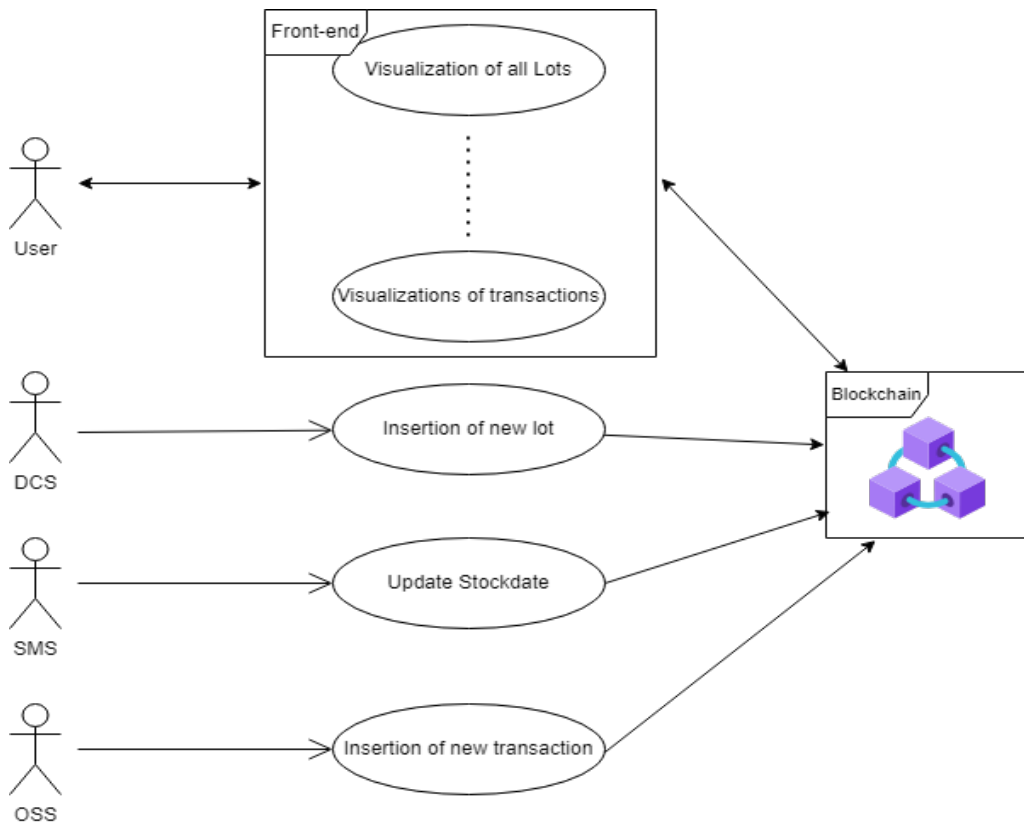 Front-end
Visualization of all Lots
User
Visualizations of transactions
DCS
Insertion of new lot
Blockchain
SMS
Update Stockdate
OSS
Insertion of new transaction